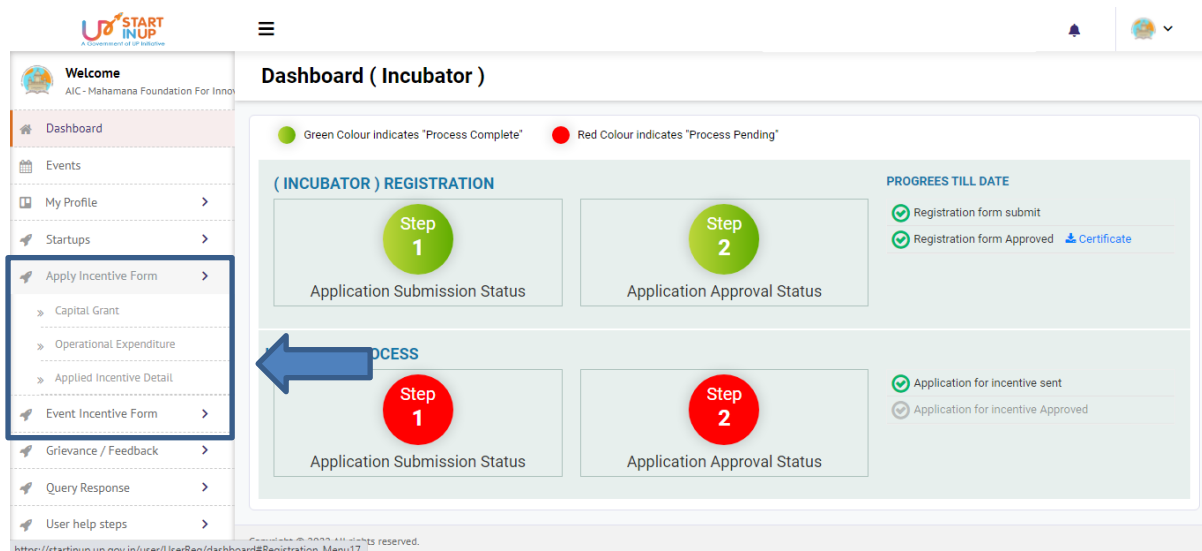 UP START
INUP
A Government of UP Initiative
Dashboard ( Incubator )
Welcome
AIC - Mahamana Foundation For Innov
Dashboard
Events
My Profile
Startups
Apply Incentive Form
Capital Grant
Operational Expenditure
Applied Incentive Detail
Event Incentive Form
Grievance / Feedback
Query Response
User help steps
https://startinup.up.gov.in/user/UserReg/dashboard#Registration_Menu17
Green Colour indicates "Process Complete"
Red Colour indicates "Process Pending"
( INCUBATOR ) REGISTRATION
Step
1
Application Submission Status
Step
2
Application Approval Status
PROGREES TILL DATE
Registration form submit
Registration form Approved Certificate
OCESS
Step
1
Application Submission Status
Step
2
Application Approval Status
Application for incentive sent
Application for incentive Approved
Copyright © 2022 All rights reserved.